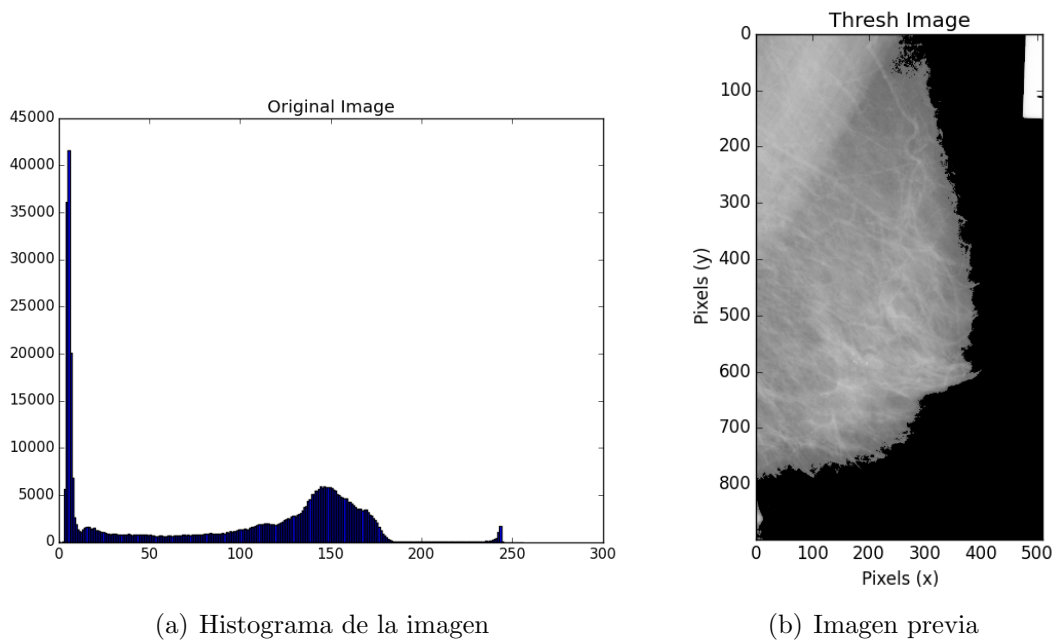 Original Image
45000
40000
35000
30000
25000
20000
15000
10000
5000
0
0 50 100 150 200 250 300
(a) Histograma de la imagen
Thresh Image
0
100
200
300
400
500
600
700
800
Pixels (y)
0 100 200 300 400 500
Pixels (x)
(b) Imagen previa